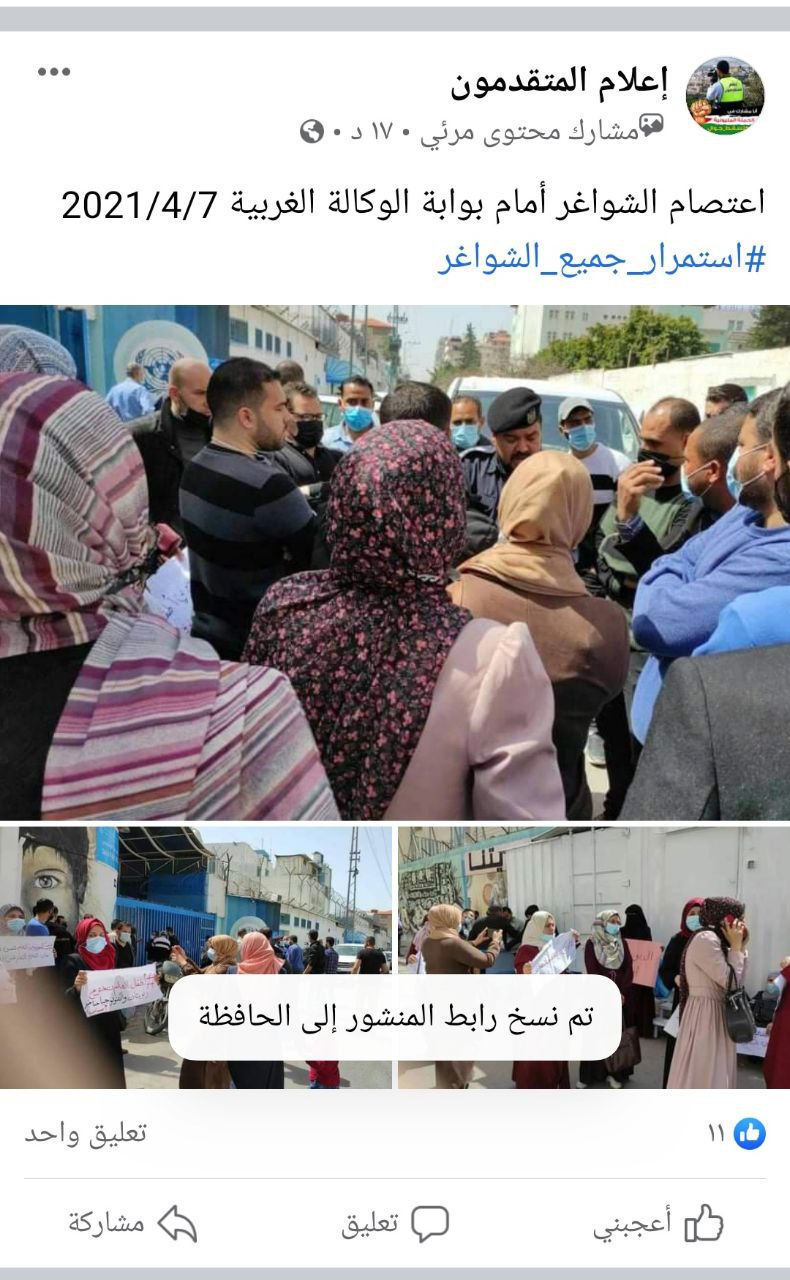 إعلام المتقدمون
مشارك محتوى مرئي • ١٧ د •
اعتصام الشواغر أمام بوابة الوكالة الغربية 2021/4/7
#استمرار_جميع_الشواغر
تم نسخ رابط المنشور إلى الحافظة
١١
تعليق واحد
أعجبني
تعليق
مشاركة